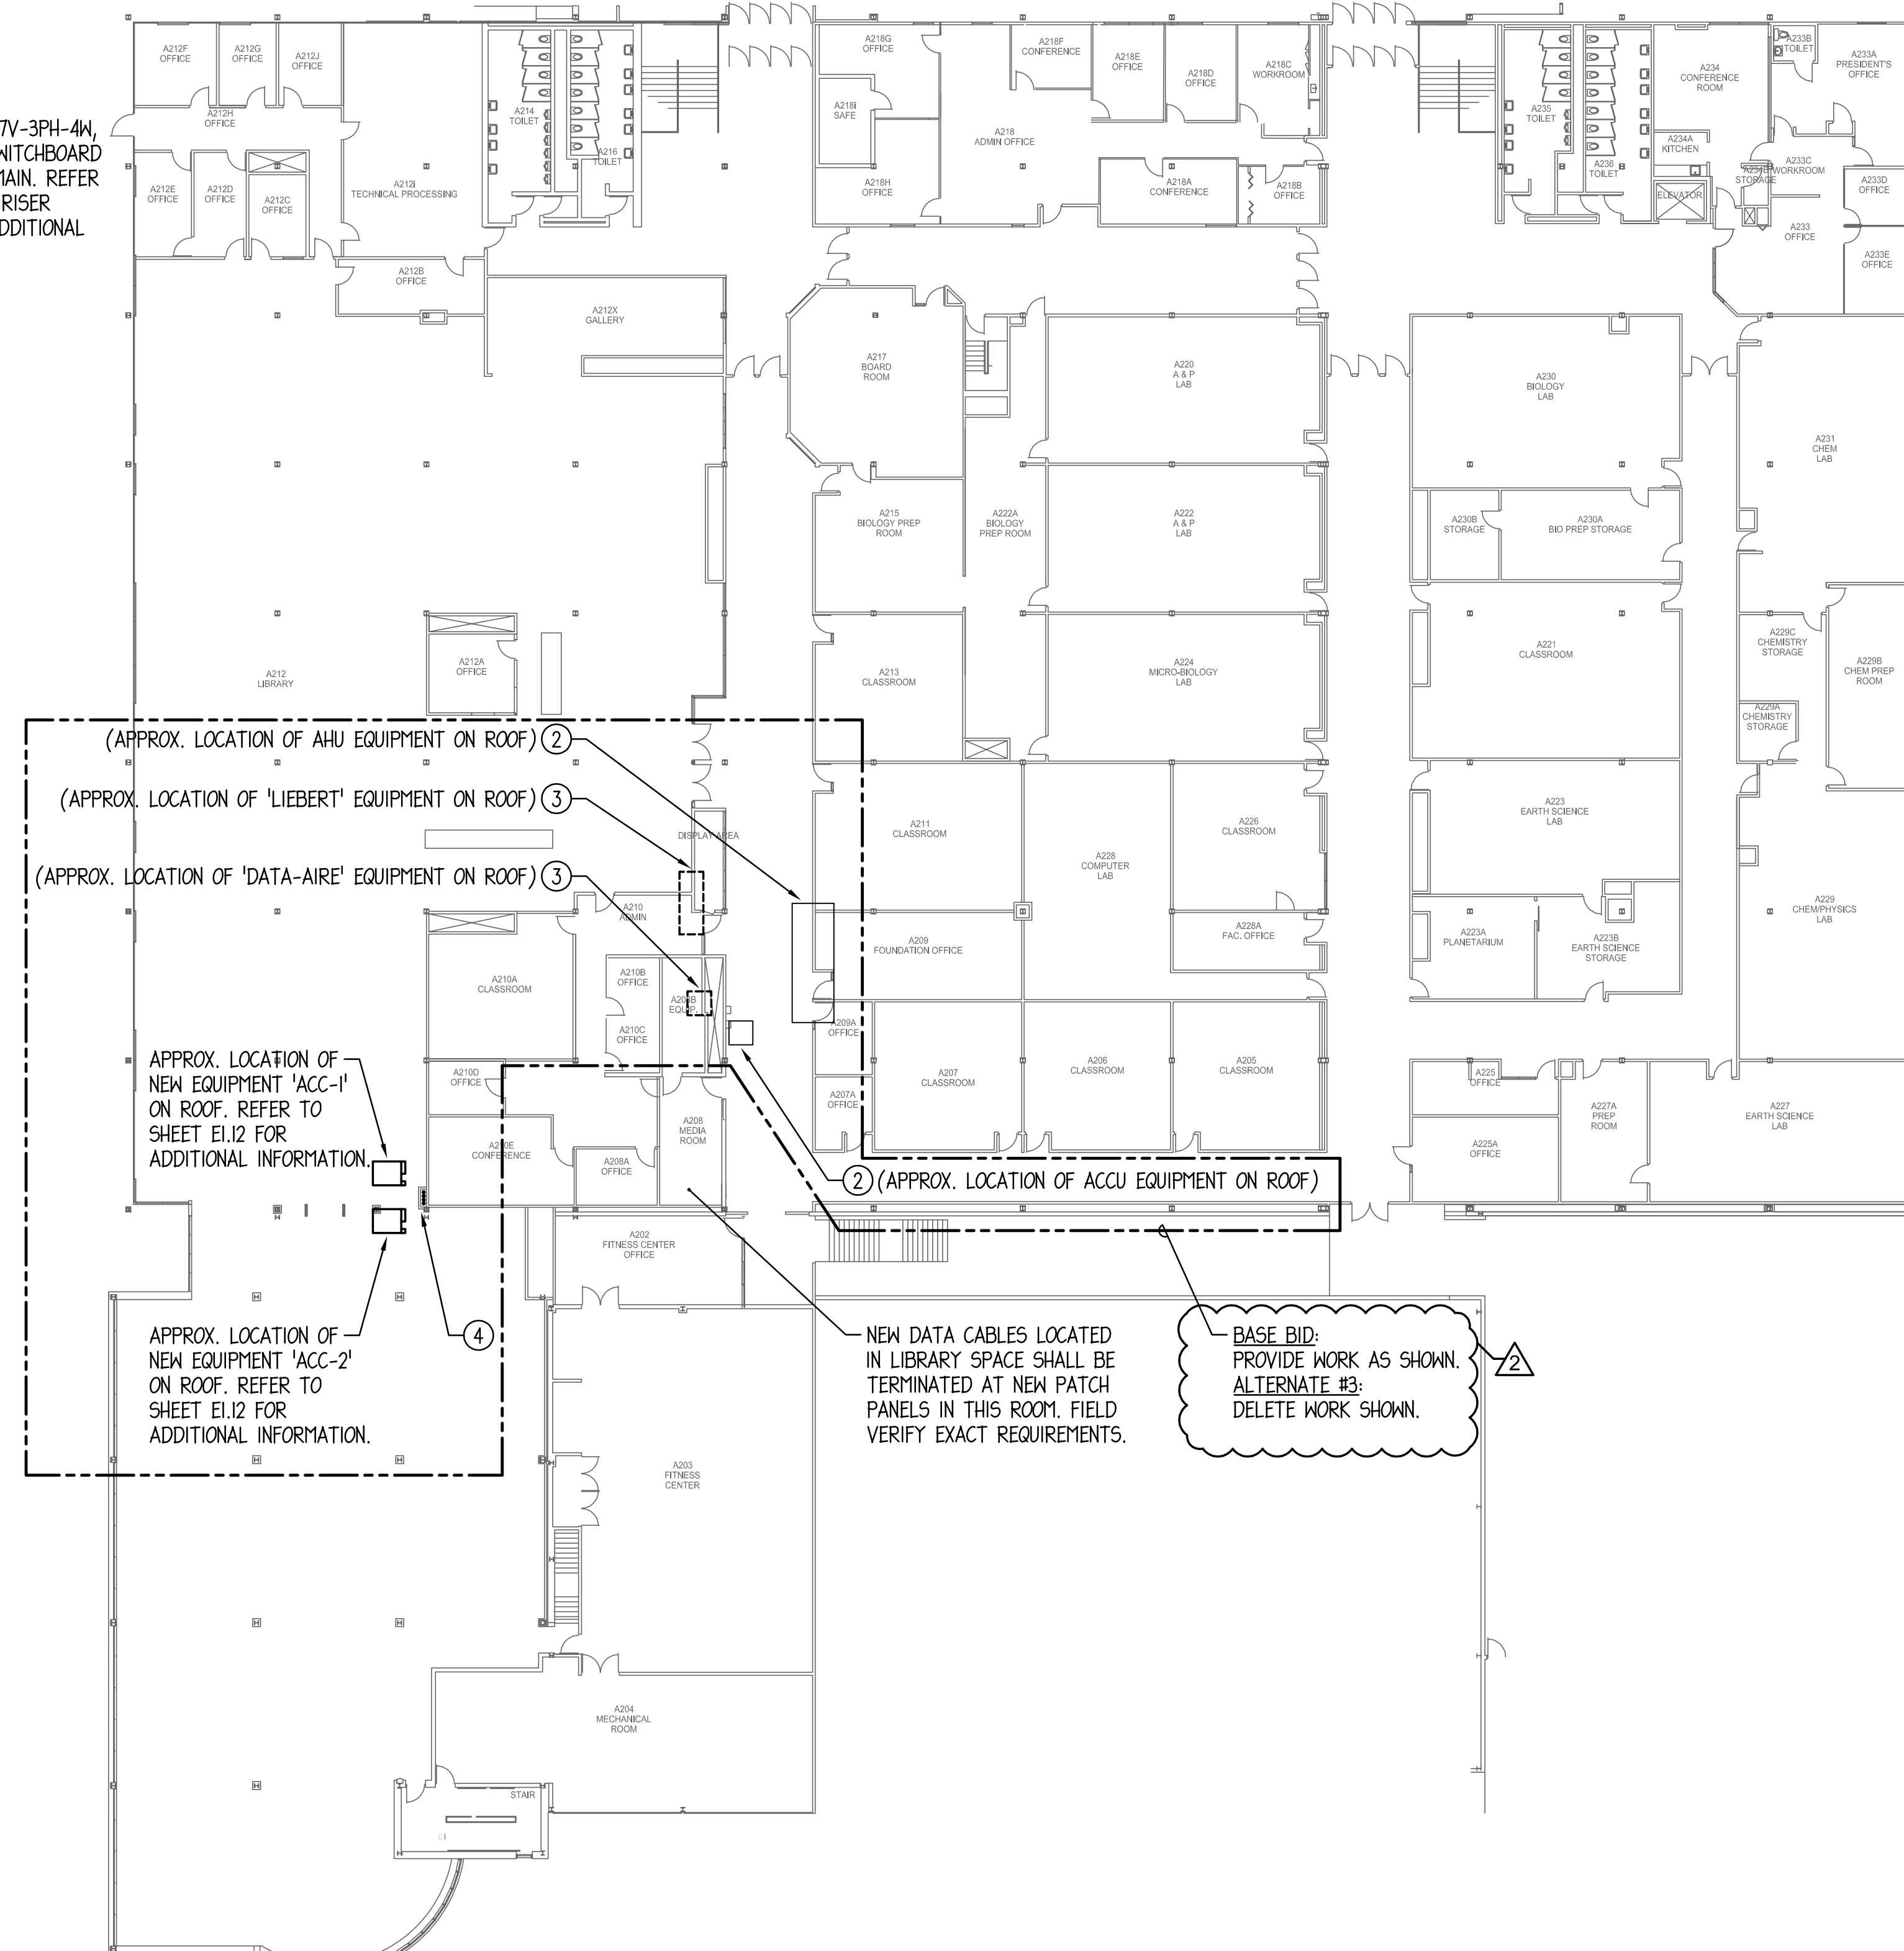 7V-3PH-4W,
WITCHBOARD
MAIN. REFER
RISER
DDITIONAL
A212F
OFFICE
A212G
OFFICE
A212J
OFFICE
A212H
OFFICE
A212E
OFFICE
A212D
OFFICE
A212C
OFFICE
A212i
TECHNICAL PROCESSING
A214
TOILET
A216
TOILET
A212B
OFFICE
A212X
GALLERY
A218G
OFFICE
A218F
CONFERENCE
A218E
OFFICE
A218D
OFFICE
A218C
WORKROOM
A218i
SAFE
A218
ADMIN OFFICE
A218H
OFFICE
A218A
CONFERENCE
A218B
OFFICE
A235
TOILET
A236
TOILET
A234
CONFERENCE
ROOM
A234A
KITCHEN
ELEVATOR
A234B
STORAGE
A233B
TOILET
A233A
PRESIDENT'S
OFFICE
A233C
WORKROOM
A233D
OFFICE
A233
OFFICE
A233E
OFFICE
A217
BOARD
ROOM
A220
A & P
LAB
A230
BIOLOGY
LAB
A231
CHEM
LAB
A215
BIOLOGY PREP
ROOM
A222A
BIOLOGY
PREP ROOM
A222
A & P
LAB
A230B
STORAGE
A230A
BIO PREP STORAGE
A212
LIBRARY
A212A
OFFICE
A213
CLASSROOM
A224
MICRO-BIOLOGY
LAB
A221
CLASSROOM
A229C
CHEMISTRY
STORAGE
A229B
CHEM PREP
ROOM
A229A
CHEMISTRY
STORAGE
(APPROX. LOCATION OF AHU EQUIPMENT ON ROOF) 2
(APPROX. LOCATION OF 'LIEBERT' EQUIPMENT ON ROOF) 3
(APPROX. LOCATION OF 'DATA-AIRE' EQUIPMENT ON ROOF) 3
DISPLAY AREA
A211
CLASSROOM
A228
COMPUTER
LAB
A226
CLASSROOM
A223
EARTH SCIENCE
LAB
A210
ADMIN
A209
FOUNDATION OFFICE
A228A
FAC. OFFICE
A223A
PLANETARIUM
A223B
EARTH SCIENCE
STORAGE
A229
CHEM/PHYSICS
LAB
A210A
CLASSROOM
A210B
OFFICE
EQUIP.
A210C
OFFICE
A209A
OFFICE
A210D
OFFICE
A207A
OFFICE
A207
CLASSROOM
A206
CLASSROOM
A205
CLASSROOM
A225
OFFICE
A225A
OFFICE
A227A
PREP
ROOM
A227
EARTH SCIENCE
LAB
APPROX. LOCATION OF
NEW EQUIPMENT 'ACC-1'
ON ROOF. REFER TO
SHEET E1.12 FOR
ADDITIONAL INFORMATION.
A210E
CONFERENCE
A208A
OFFICE
A208
MEDIA
ROOM
2 (APPROX. LOCATION OF ACCU EQUIPMENT ON ROOF)
A202
FITNESS CENTER
OFFICE
4
APPROX. LOCATION OF
NEW EQUIPMENT 'ACC-2'
ON ROOF. REFER TO
SHEET E1.12 FOR
ADDITIONAL INFORMATION.
NEW DATA CABLES LOCATED
IN LIBRARY SPACE SHALL BE
TERMINATED AT NEW PATCH
PANELS IN THIS ROOM. FIELD
VERIFY EXACT REQUIREMENTS.
BASE BID:
PROVIDE WORK AS SHOWN.
ALTERNATE #3:
DELETE WORK SHOWN.
2
A203
FITNESS
CENTER
A204
MECHANICAL
ROOM
STAIR